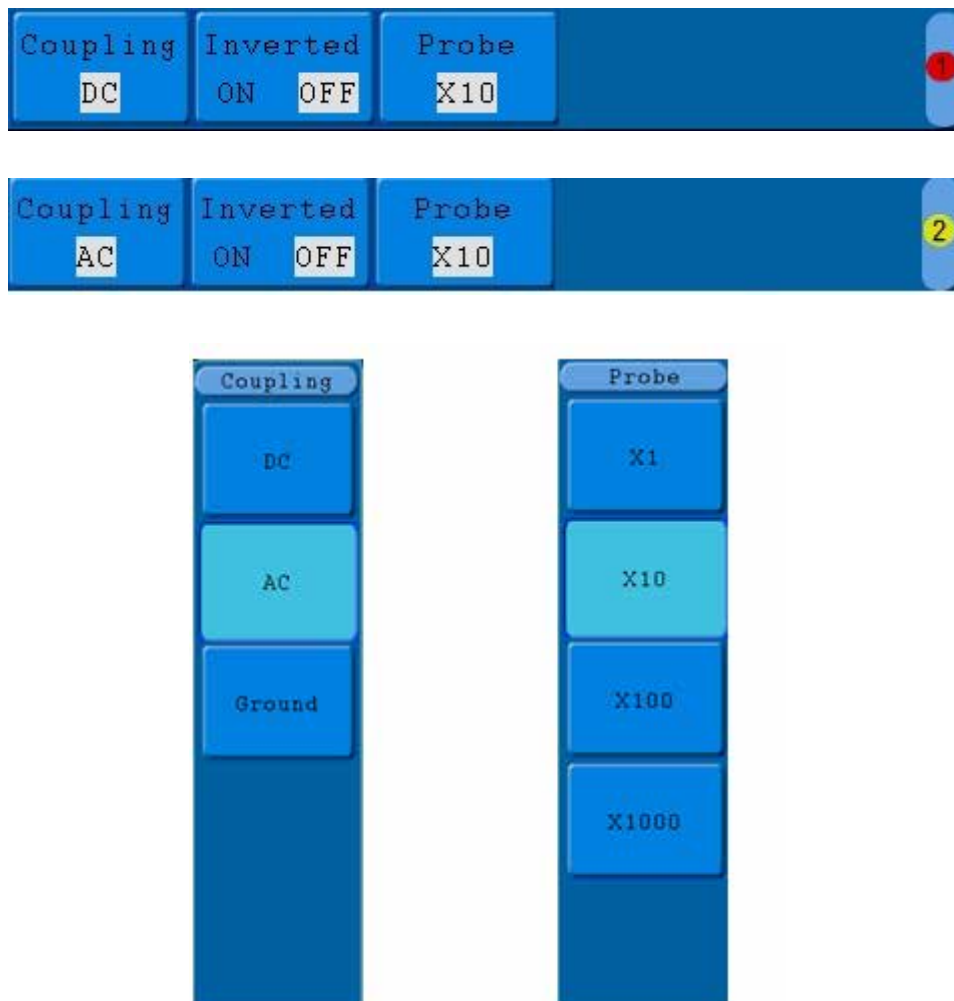 Coupling Inverted Probe
DC ON OFF X10 1
Coupling Inverted Probe
AC ON OFF X10 2
Coupling
DC
AC
Ground
Probe
X1
X10
X100
X1000